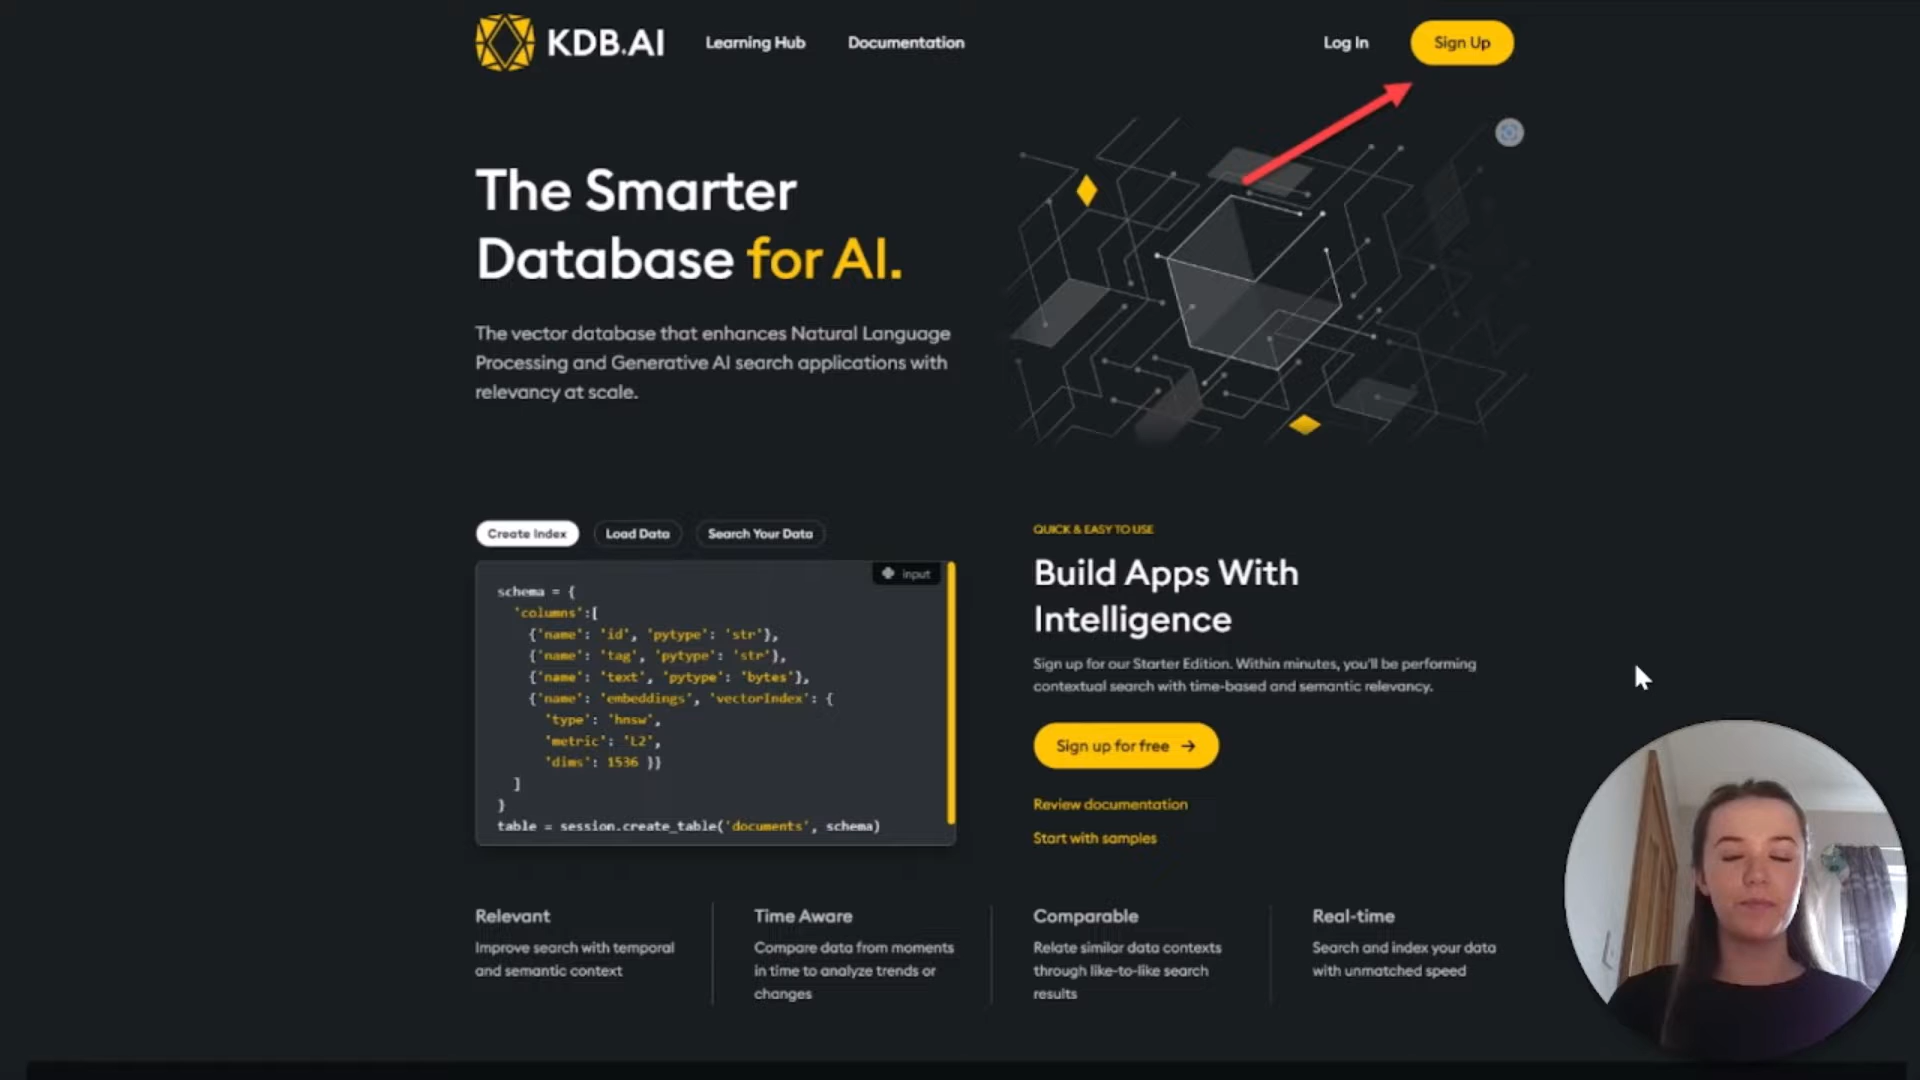 KDB.AI
Learning Hub
Documentation
Log In
Sign Up
The Smarter
Database for AI.
The vector database that enhances Natural Language
Processing and Generative AI search applications with
relevancy at scale.
Create Index
Load Data
Search Your Data
input
schema = {
'columns':[
{'name': 'id', 'pytype': 'str'},
{'name': 'tag', 'pytype': 'str'},
{'name': 'text', 'pytype': 'bytes'},
{'name': 'embeddings', 'vectorIndex': {
'type': 'hnsw',
'metric': 'L2',
'dims': 1536 }}
]
}
table = session.create_table('documents', schema)
QUICK & EASY TO USE
Build Apps With
Intelligence
Sign up for our Starter Edition. Within minutes, you'll be performing
contextual search with time-based and semantic relevancy.
Sign up for free →
Review documentation
Start with samples
Relevant
Improve search with temporal
and semantic context
Time Aware
Compare data from moments
in time to analyze trends or
changes
Comparable
Relate similar data contexts
through like-to-like search
results
Real-time
Search and index your data
with unmatched speed